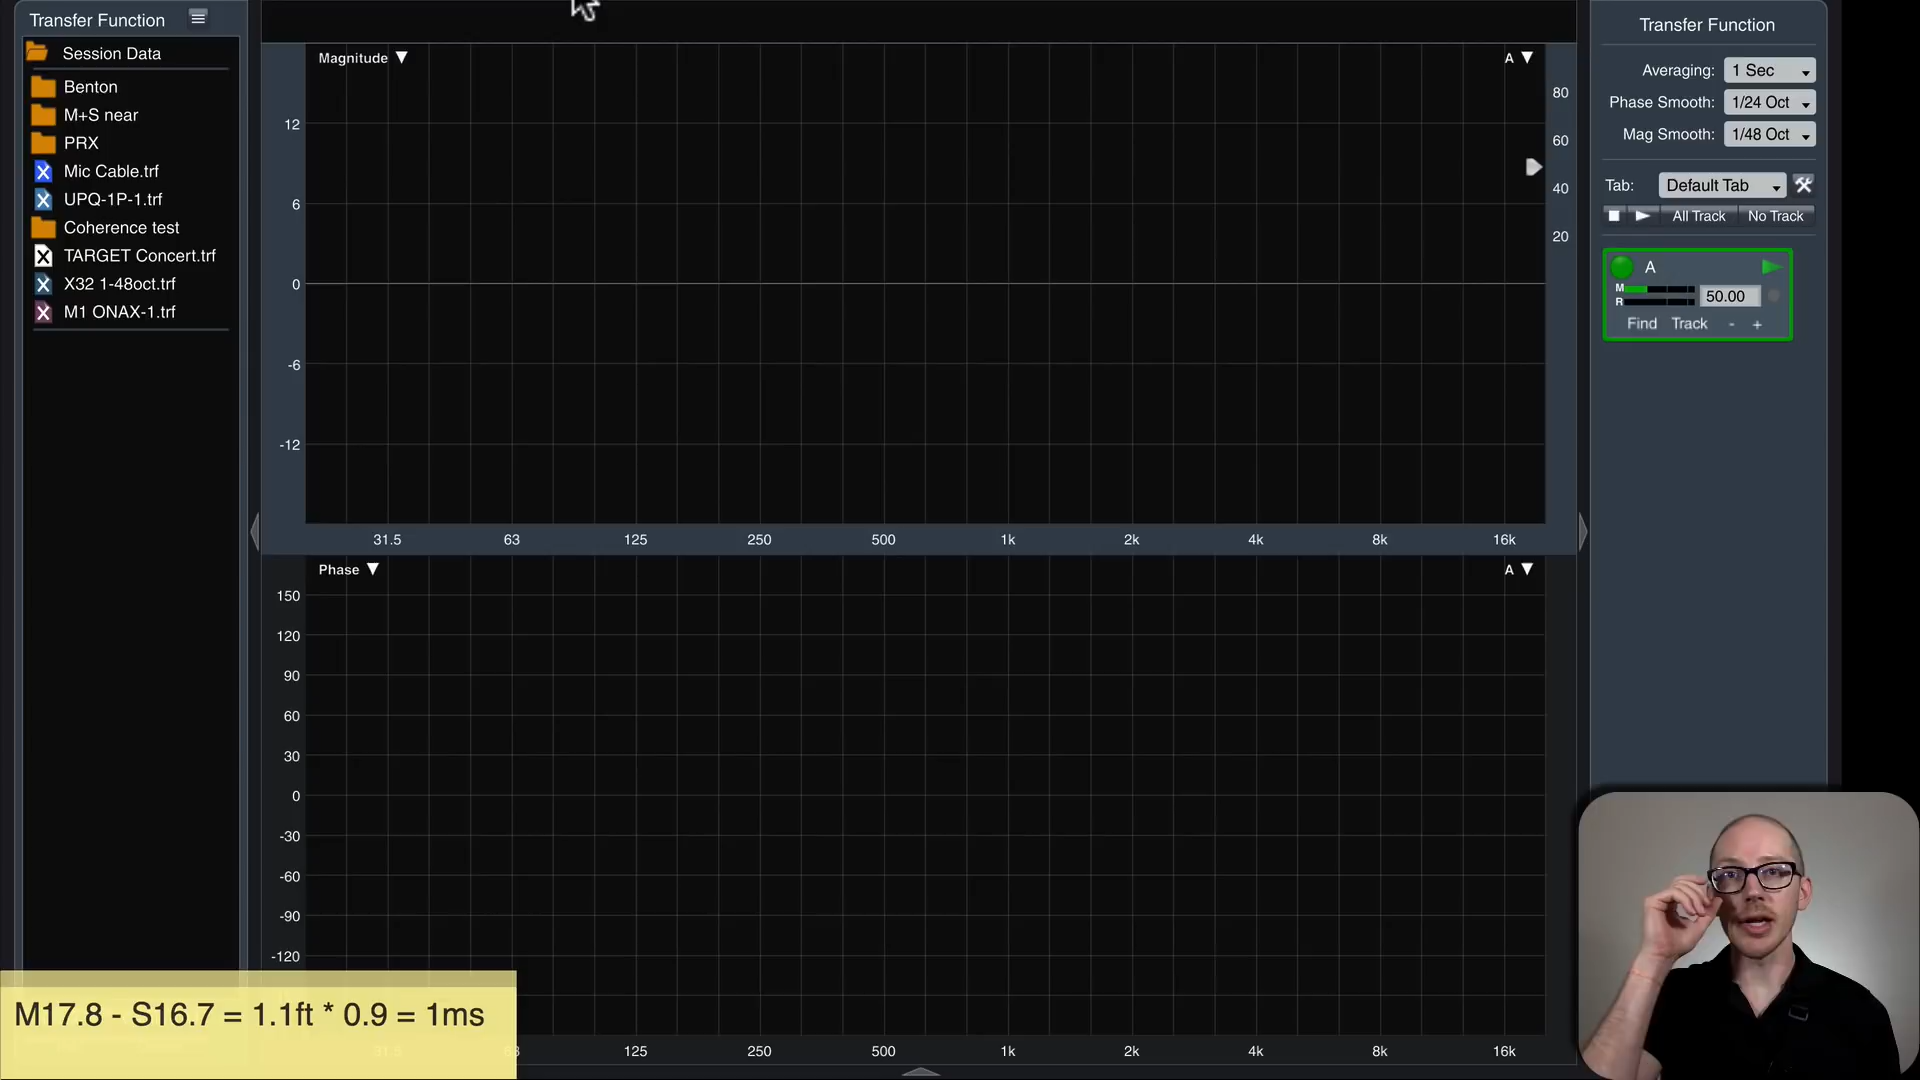 Transfer Function
Session Data
Benton
M+S near
PRX
Mic Cable.trf
UPQ-1P-1.trf
Coherence test
TARGET Concert.trf
X32 1-48oct.trf
M1 ONAX-1.trf
Magnitude
A
80
60
40
20
12
6
0
-6
-12
31.5 63 125 250 500 1k 2k 4k 8k 16k
Phase
A
150
120
90
60
30
0
-30
-60
-90
-120
31.5 63 125 250 500 1k 2k 4k 8k 16k
M17.8 - S16.7 = 1.1ft * 0.9 = 1ms
Transfer Function
Averaging: 1 Sec
Phase Smooth: 1/24 Oct
Mag Smooth: 1/48 Oct
Tab: Default Tab
All Track No Track
A
M
R
50.00
Find Track - +